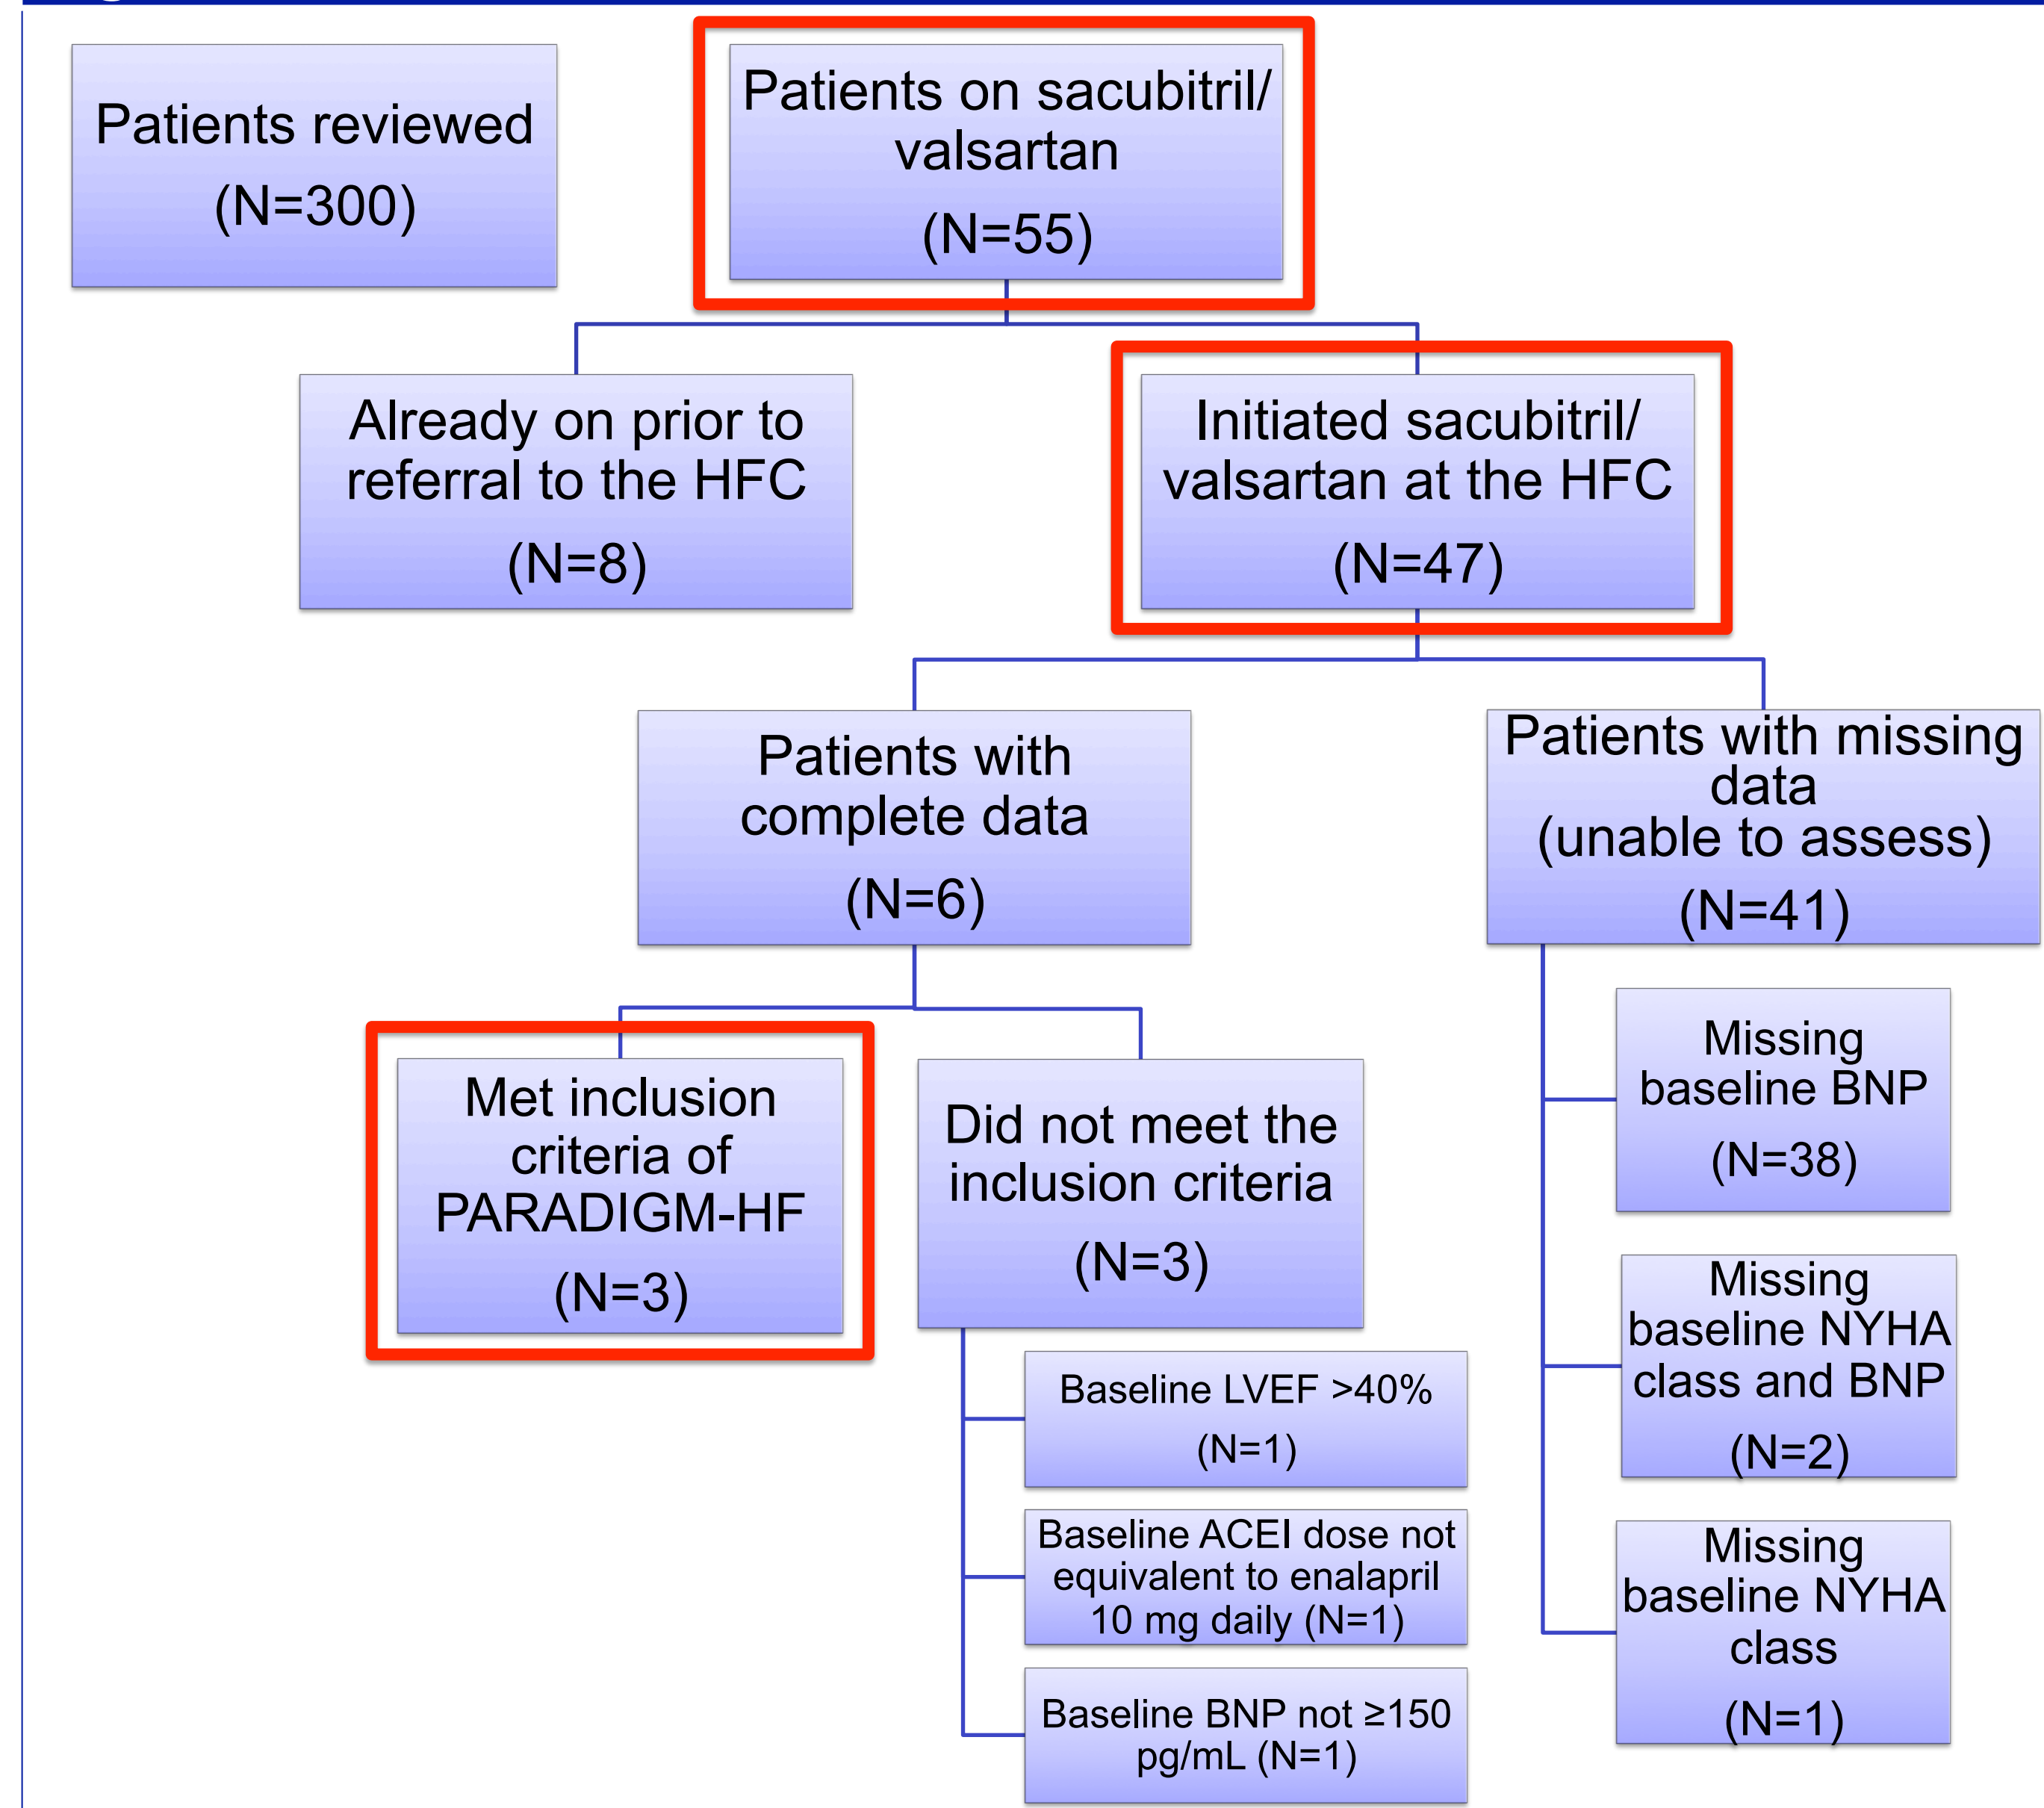 Patients reviewed
(N=300)
Patients on sacubitril/
valsartan
(N=55)
Already on prior to
referral to the HFC
(N=8)
Initiated sacubitril/
valsartan at the HFC
(N=47)
Patients with
complete data
(N=6)
Patients with missing
data
(unable to assess)
(N=41)
Met inclusion
criteria of
PARADIGM-HF
(N=3)
Did not meet the
inclusion criteria
(N=3)
Baseline LVEF >40%
(N=1)
Baseline ACEI dose not
equivalent to enalapril
10 mg daily (N=1)
Baseline BNP not ≥150
pg/mL (N=1)
Missing
baseline BNP
(N=38)
Missing
baseline NYHA
class and BNP
(N=2)
Missing
baseline NYHA
class
(N=1)